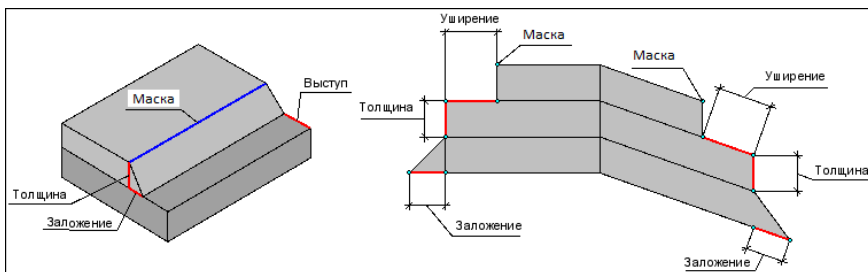 Уширение
Маска
Маска
Уширение
Выступ
Маска
Толщина
Толщина
Толщина
Заложение
Заложение
Заложение